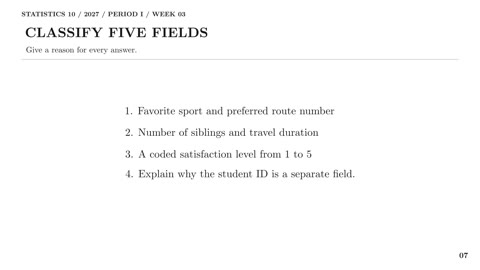 STATISTICS 10 / 2027 / PERIOD I / WEEK 03
CLASSIFY FIVE FIELDS
Give a reason for every answer.
1. Favorite sport and preferred route number
2. Number of siblings and travel duration
3. A coded satisfaction level from 1 to 5
4. Explain why the student ID is a separate field.
07